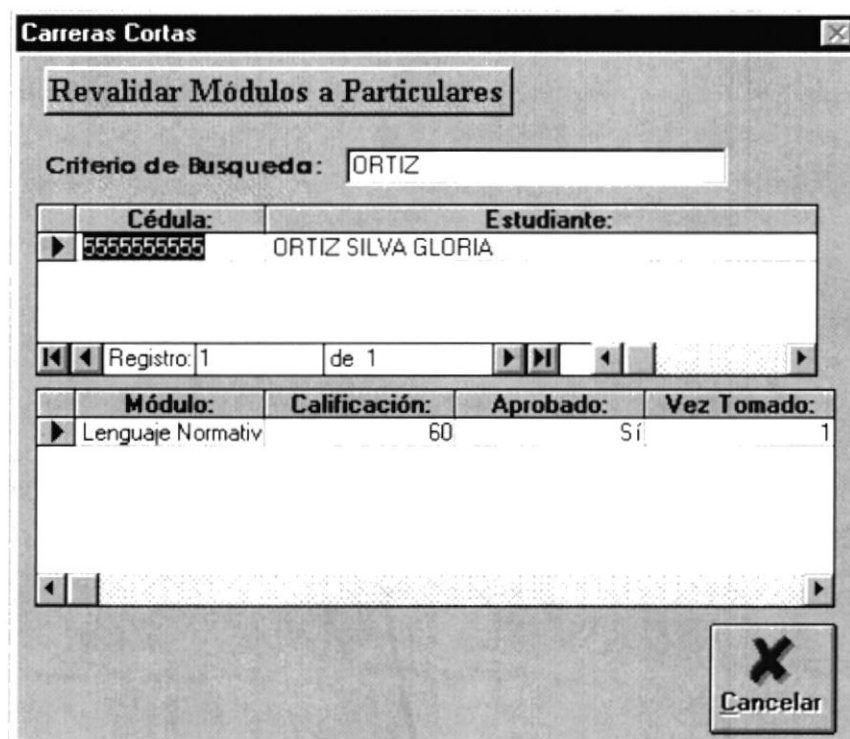 Carreras Cortas
Revalidar Módulos a Particulares
Criterio de Busqueda: ORTIZ
Cédula: Estudiante:
5555555555 ORTIZ SILVA GLORIA
Registro: 1 de 1
Módulo: Calificación: Aprobado: Vez Tomado:
Lenguaje Normativ 60 Sí 1
Cancelar